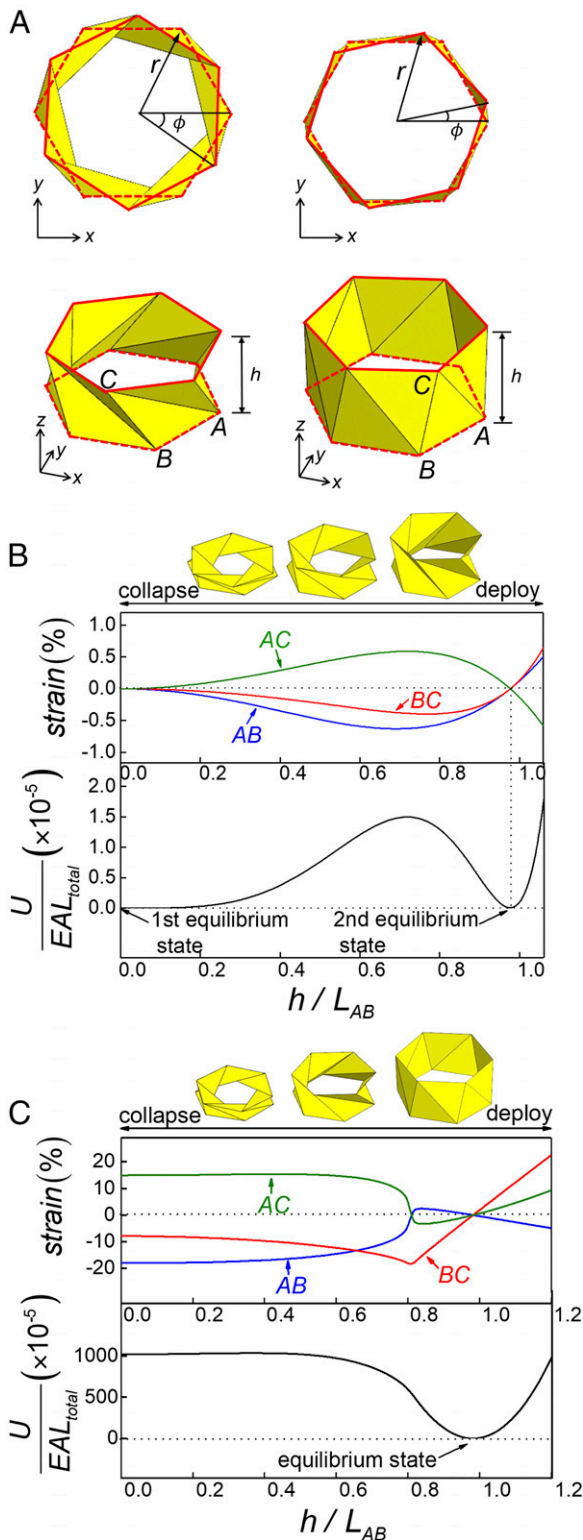 A
r
ϕ
r
ϕ
y
x
y
x
C
h
A
B
z
y
x
C
h
A
B
z
y
x
B
collapse
deploy
strain(%)
1.0
0.5
0.0
-0.5
-1.0
AC
BC
AB
0.0 0.2 0.4 0.6 0.8 1.0
U / EAL_total (×10^-5)
2.0
1.5
1.0
0.5
0.0
1st equilibrium
state
2nd equilibrium
state
0.0 0.2 0.4 0.6 0.8 1.0
h / L_AB
C
collapse
deploy
strain(%)
20
10
0
-10
-20
AC
AB
BC
0.0 0.2 0.4 0.6 0.8 1.0 1.2
U / EAL_total (×10^-5)
1000
500
0
equilibrium state
0.0 0.2 0.4 0.6 0.8 1.0 1.2
h / L_AB